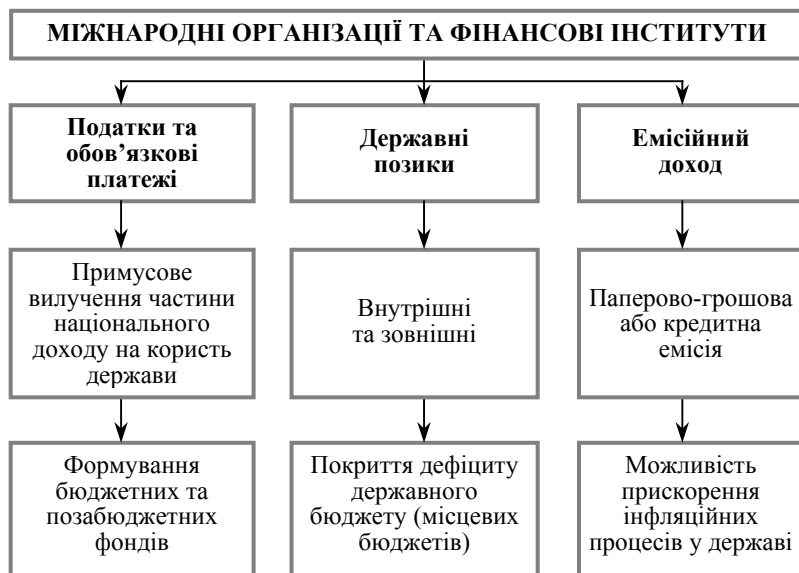 МІЖНАРОДНІ ОРГАНІЗАЦІЇ ТА ФІНАНСОВІ ІНСТИТУТИ
Податки та
обов’язкові
платежі
Державні
позики
Емісійний
доход
Примусове
вилучення частини
національного
доходу на користь
держави
Внутрішні
та зовнішні
Паперово-грошова
або кредитна
емісія
Формування
бюджетних та
позабюджетних
фондів
Покриття дефіциту
державного
бюджету (місцевих
бюджетів)
Можливість
прискорення
інфляційних
процесів у державі